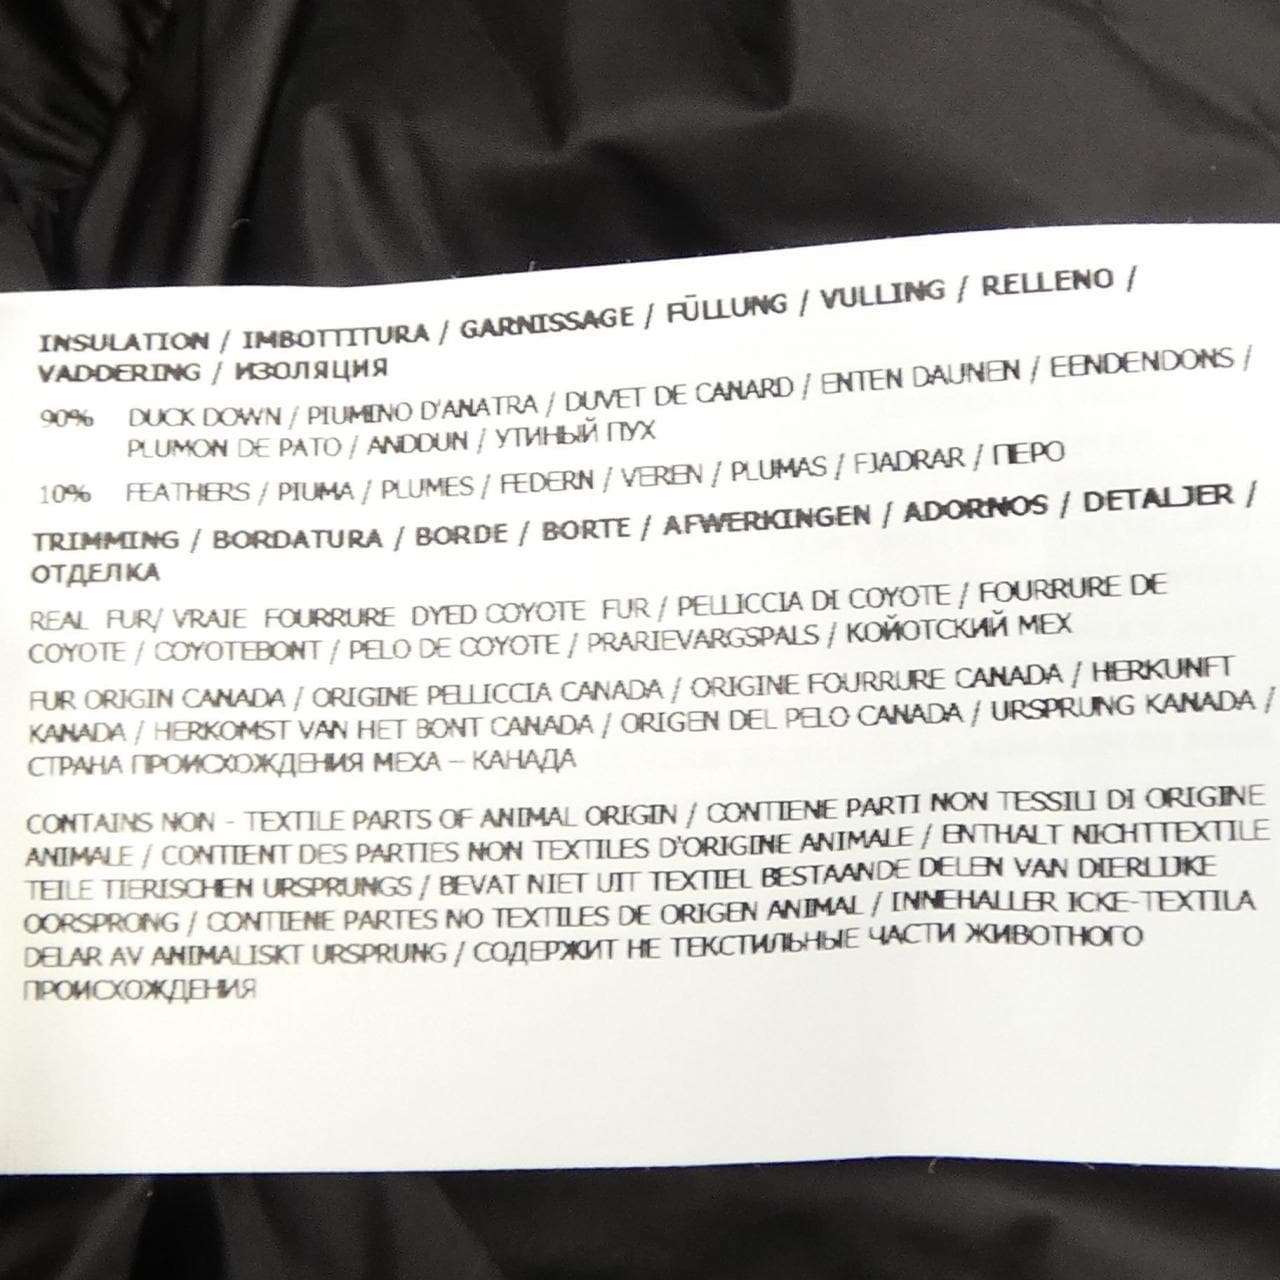 INSULATION / IMBOTTITURA / GARNISSAGE / FÜLLUNG / VULLING / RELLENO /
VADDERING / ИЗОЛЯЦИЯ
90% DUCK DOWN / PIUMINO D'ANATRA / DUVET DE CANARD / ENTEN DAUNEN / EENDENDONS /
PLUMON DE PATO / ANDDUN / УТИНЫЙ ПУХ
10% FEATHERS / PIUMA / PLUMES / FEDERN / VEREN / PLUMAS / FJADRAR / ПЕРО
TRIMMING / BORDATURA / BORDE / BORTE / AFWERKINGEN / ADORNOS / DETALJER /
ОТДЕЛКА
REAL FUR/ VRAIE FOURRURE DYED COYOTE FUR / PELLICCIA DI COYOTE / FOURRURE DE
COYOTE / COYOTEBONT / PELO DE COYOTE / PRARIEVARGSPALS / КОЙОТСКИЙ МЕХ
FUR ORIGIN CANADA / ORIGINE PELLICCIA CANADA / ORIGINE FOURRURE CANADA / HERKUNFT
KANADA / HERKOMST VAN HET BONT CANADA / ORIGEN DEL PELO CANADA / URSPRUNG KANADA /
СТРАНА ПРОИСХОЖДЕНИЯ МЕХА – КАНАДА
CONTAINS NON - TEXTILE PARTS OF ANIMAL ORIGIN / CONTIENE PARTI NON TESSILI DI ORIGINE
ANIMALE / CONTIENT DES PARTIES NON TEXTILES D'ORIGINE ANIMALE / ENTHALT NICHTTEXTILE
TEILE TIERISCHEN URSPRUNGS / BEVAT NIET UIT TEXTIEL BESTAANDE DELEN VAN DIERLIJKE
OORSPRONG / CONTIENE PARTES NO TEXTILES DE ORIGEN ANIMAL / INNEHALLER ICKE-TEXTILA
DELAR AV ANIMALISKT URSPRUNG / СОДЕРЖИТ НЕ ТЕКСТИЛЬНЫЕ ЧАСТИ ЖИВОТНОГО
ПРОИСХОЖДЕНИЯ